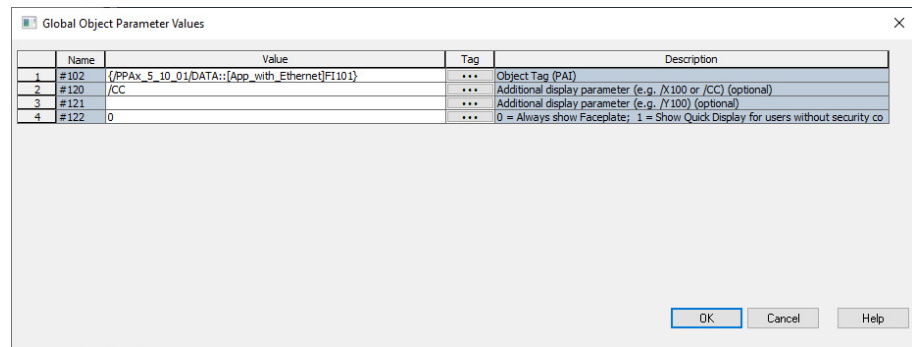 Global Object Parameter Values
Name Value Tag Description
1 #102 {/PPAx_5_10_01/DATA::[App_with_Ethernet]FI101} ... Object Tag (PAI)
2 #120 /CC ... Additional display parameter (e.g. /X100 or /CC) (optional)
3 #121 ... Additional display parameter (e.g. /Y100) (optional)
4 #122 0 ... 0 = Always show Faceplate; 1 = Show Quick Display for users without security co
OK Cancel Help